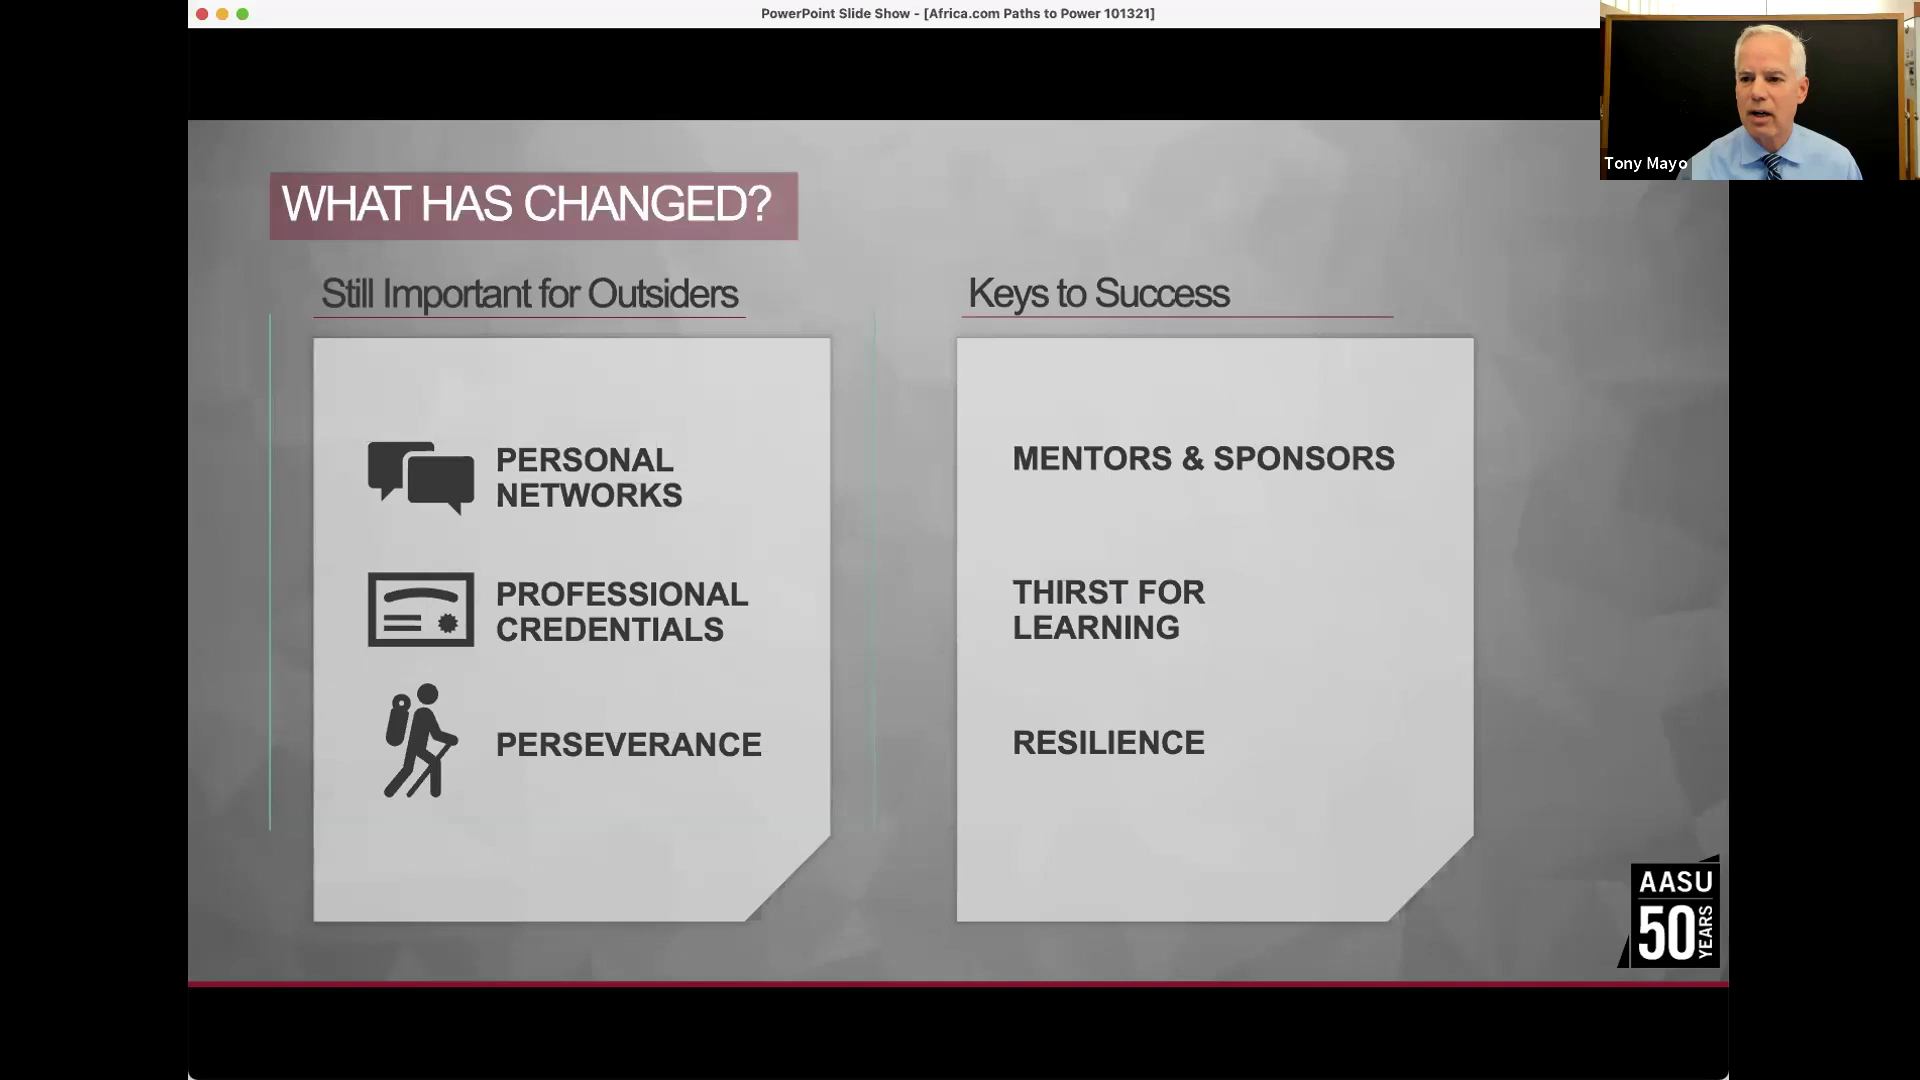 PowerPoint Slide Show - [Africa.com Paths to Power 101321]
Tony Mayo
WHAT HAS CHANGED?
Still Important for Outsiders
PERSONAL
NETWORKS
PROFESSIONAL
CREDENTIALS
PERSEVERANCE
Keys to Success
MENTORS & SPONSORS
THIRST FOR
LEARNING
RESILIENCE
AASU
50
YEARS